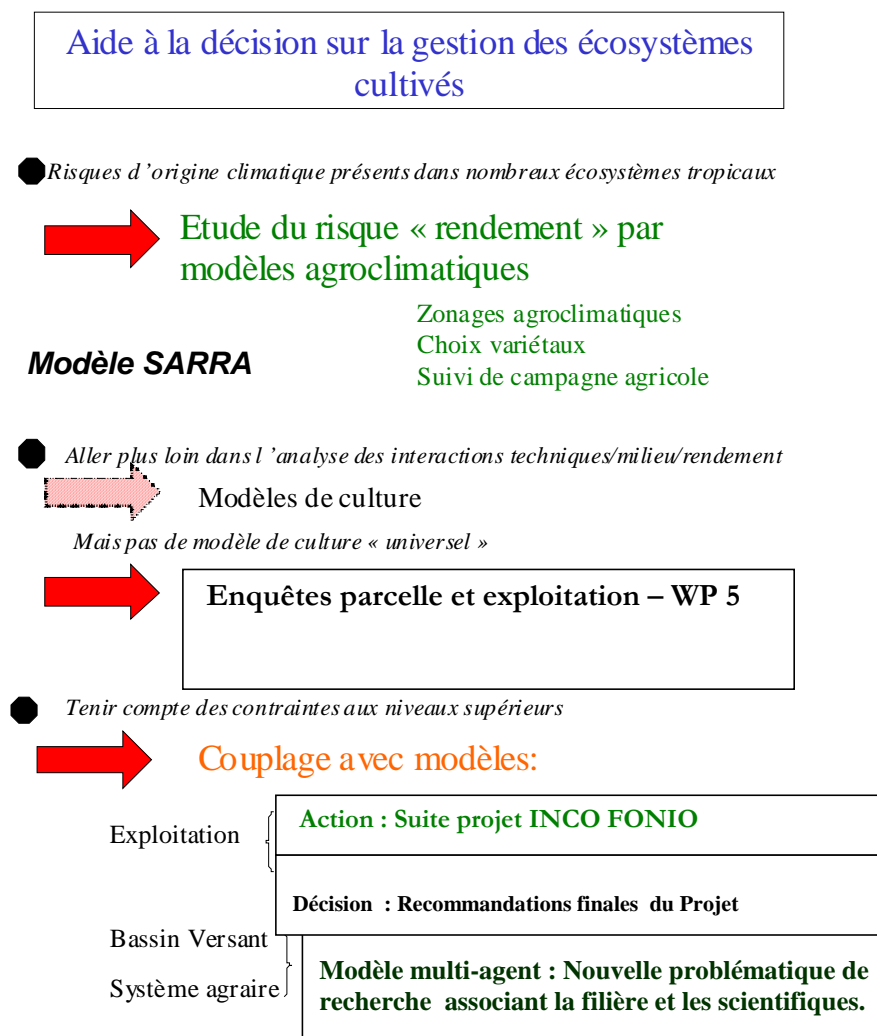 Aide à la décision sur la gestion des écosystèmes
cultivés
Risques d'origine climatique présents dans nombreux écosystèmes tropicaux
Etude du risque « rendement » par
modèles agroclimatiques
Zonages agroclimatiques
Choix variétaux
Suivi de campagne agricole
Modèle SARRA
Aller plus loin dans l'analyse des interactions techniques/milieu/rendement
Modèles de culture
Mais pas de modèle de culture « universel »
Enquêtes parcelle et exploitation – WP 5
Tenir compte des contraintes aux niveaux supérieurs
Couplage avec modèles:
Exploitation
Action : Suite projet INCO FONIO
Décision : Recommandations finales du Projet
Bassin Versant
Système agraire
Modèle multi-agent : Nouvelle problématique de
recherche associant la filière et les scientifiques.